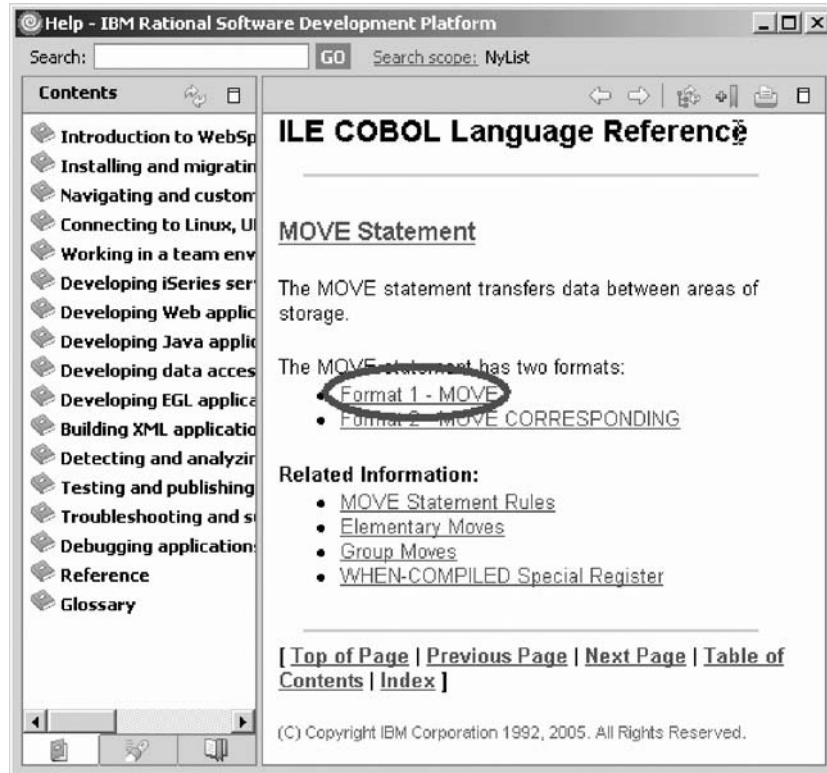 Help - IBM Rational Software Development Platform
Search: GO Search scope: NyList
Contents
Introduction to WebSp
Installing and migratin
Navigating and custom
Connecting to Linux, UI
Working in a team env
Developing iSeries ser
Developing Web applic
Developing Java applic
Developing data acces
Developing EGL applica
Building XML applicatio
Detecting and analyzin
Testing and publishing
Troubleshooting and s
Debugging application
Reference
Glossary
ILE COBOL Language Reference
MOVE Statement
The MOVE statement transfers data between areas of
storage.
The MOVE statement has two formats:
• Format 1 - MOVE
• Format 2 - MOVE CORRESPONDING
Related Information:
• MOVE Statement Rules
• Elementary Moves
• Group Moves
• WHEN-COMPILED Special Register
[ Top of Page | Previous Page | Next Page | Table of
Contents | Index ]
(C) Copyright IBM Corporation 1992, 2005. All Rights Reserved.